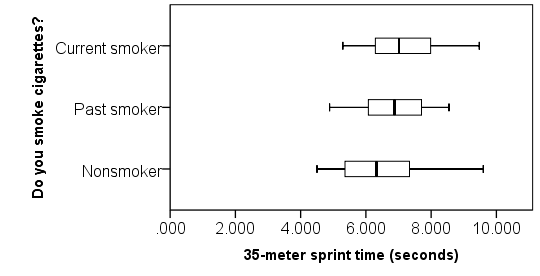 Do you smoke cigarettes?
Current smoker
Past smoker
Nonsmoker
.000 2.000 4.000 6.000 8.000 10.000
35-meter sprint time (seconds)